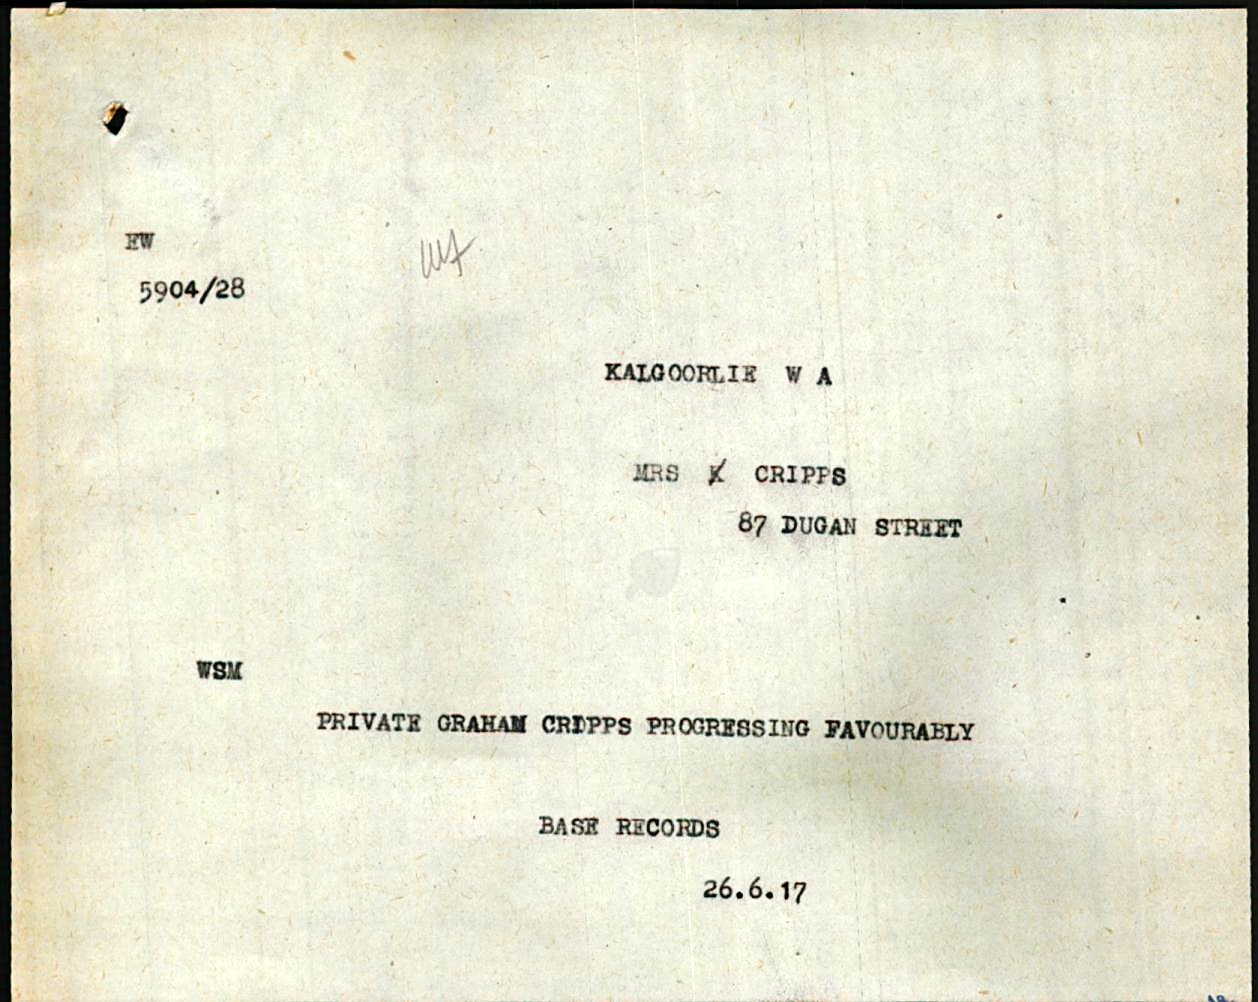 EW
5904/28
KALGOORLIE W A
MRS K CRIPPS
87 DUGAN STREET
WSM
PRIVATE GRAHAM CRIPPS PROGRESSING FAVOURABLY
BASE RECORDS
26.6.17